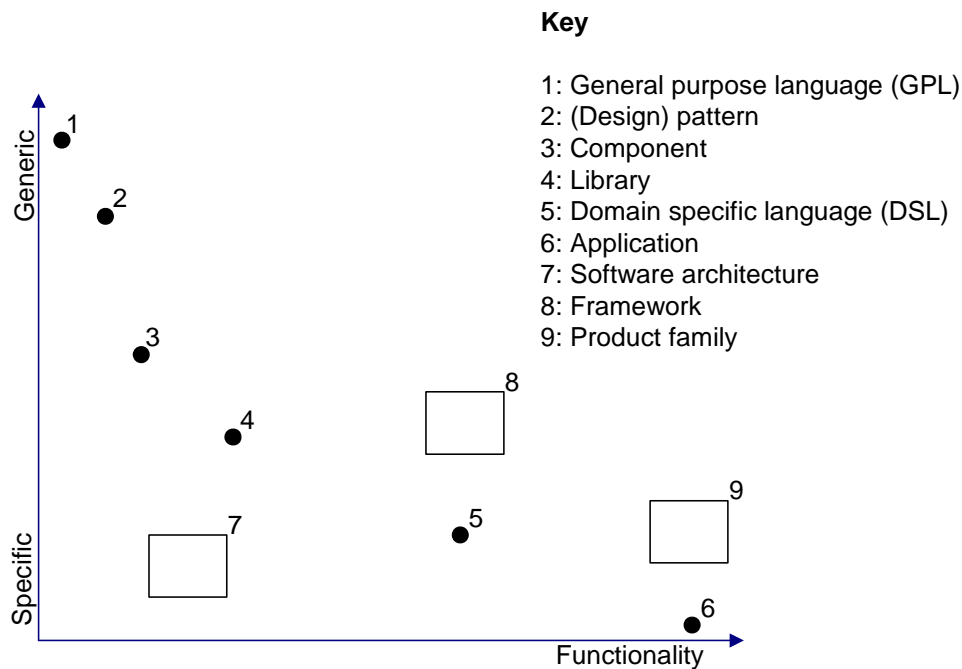 Key
1: General purpose language (GPL)
2: (Design) pattern
3: Component
4: Library
5: Domain specific language (DSL)
6: Application
7: Software architecture
8: Framework
9: Product family
Generic
1
2
3
8
4
9
7
5
Specific
6
Functionality